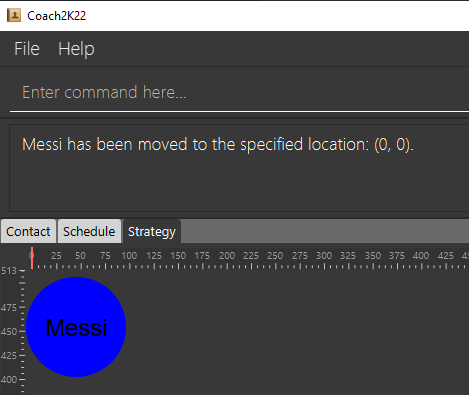 Coach2K22
File Help
Enter command here...
Messi has been moved to the specified location: (0, 0).
Contact Schedule Strategy
0 25 50 75 100 125 150 175 200 225 250 275 300 325 350 375 400 425
513
475
Messi
450
425
400